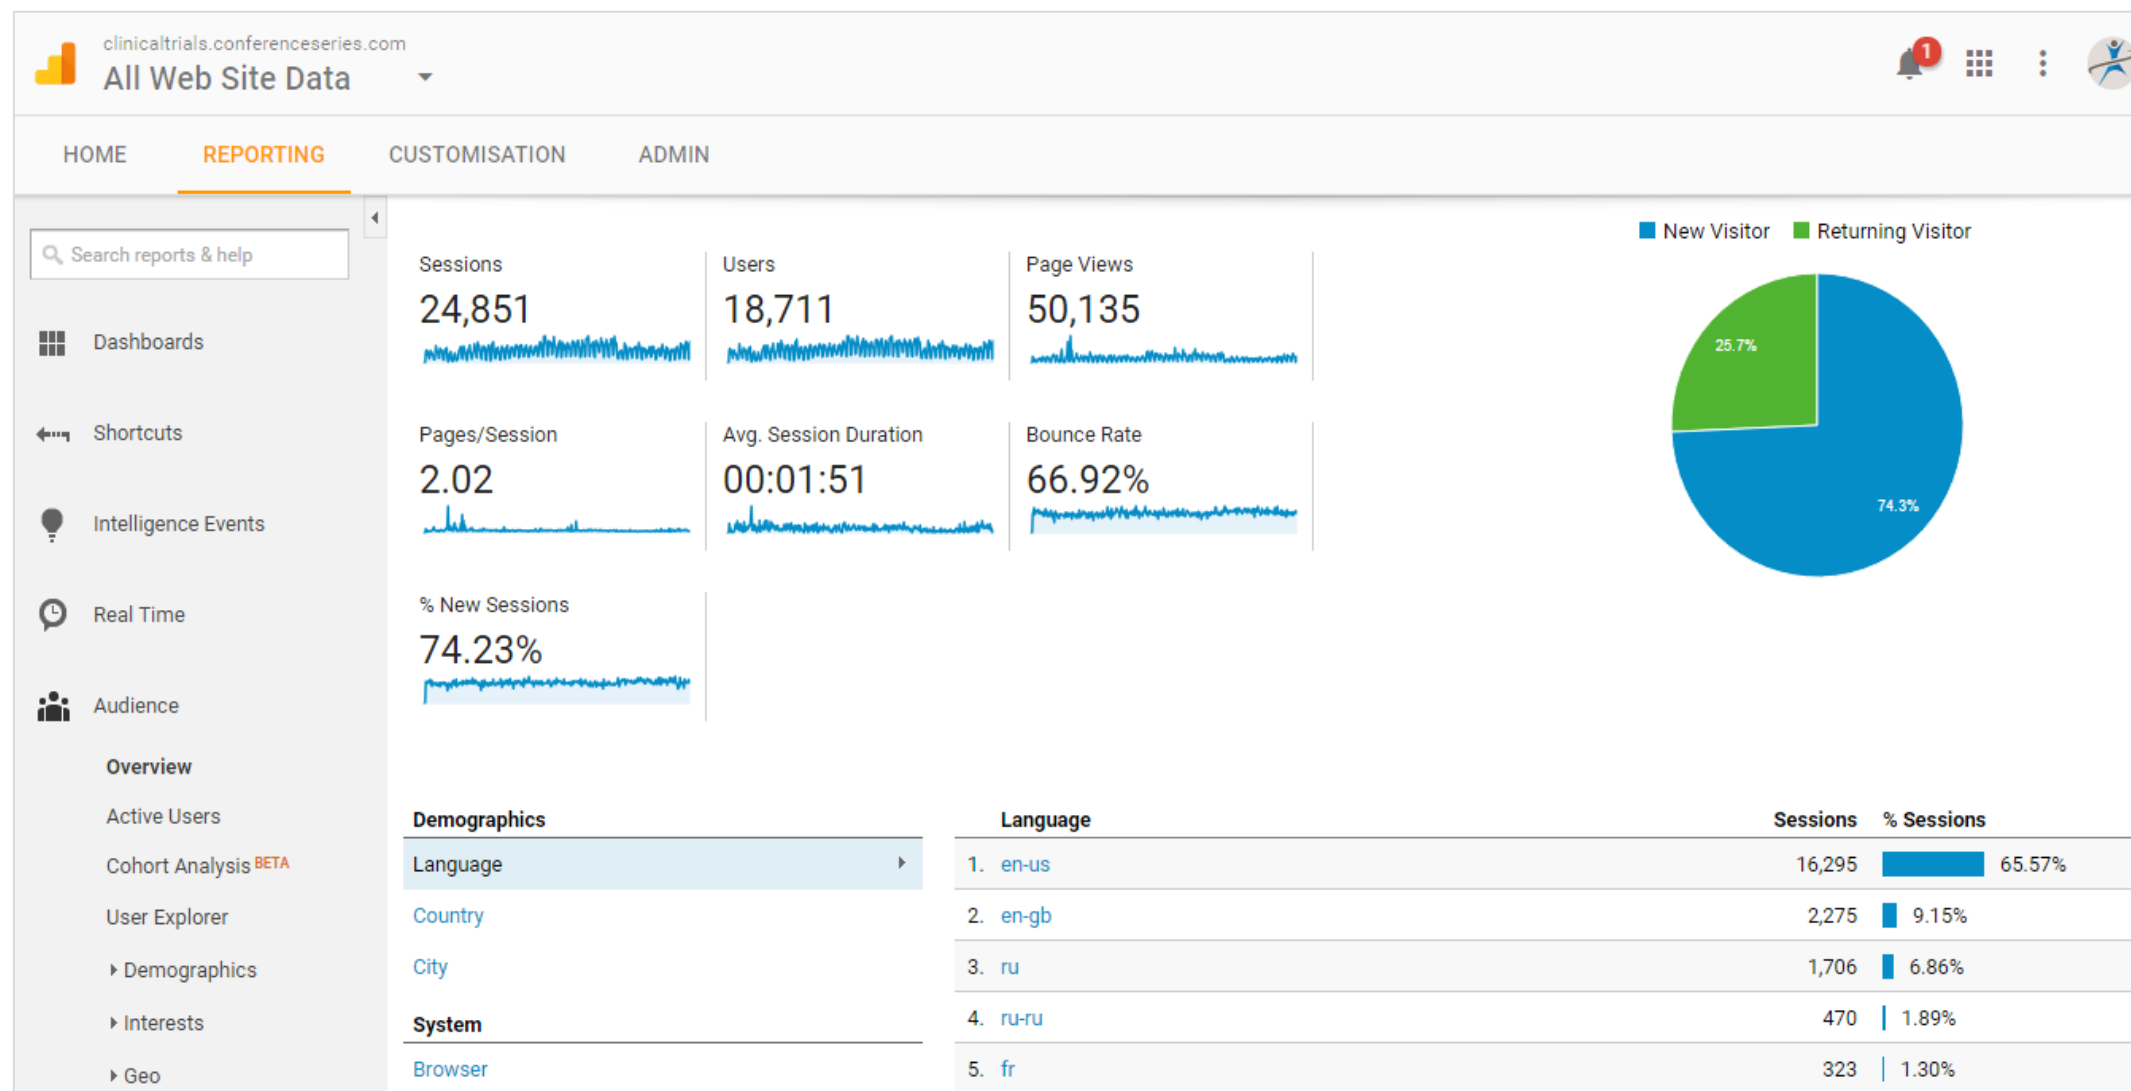 clinicaltrials.conferenceseries.com
All Web Site Data
1
HOME REPORTING CUSTOMISATION ADMIN
Search reports & help
Dashboards
Shortcuts
Intelligence Events
Real Time
Audience
Overview
Active Users
Cohort Analysis BETA
User Explorer
Demographics
Interests
Geo
Sessions
24,851
Users
18,711
Page Views
50,135
Pages/Session
2.02
Avg. Session Duration
00:01:51
Bounce Rate
66.92%
% New Sessions
74.23%
New Visitor Returning Visitor
25.7%
74.3%
Demographics
Language
Country
City
System
Browser
Language Sessions % Sessions
1. en-us 16,295 65.57%
2. en-gb 2,275 9.15%
3. ru 1,706 6.86%
4. ru-ru 470 1.89%
5. fr 323 1.30%